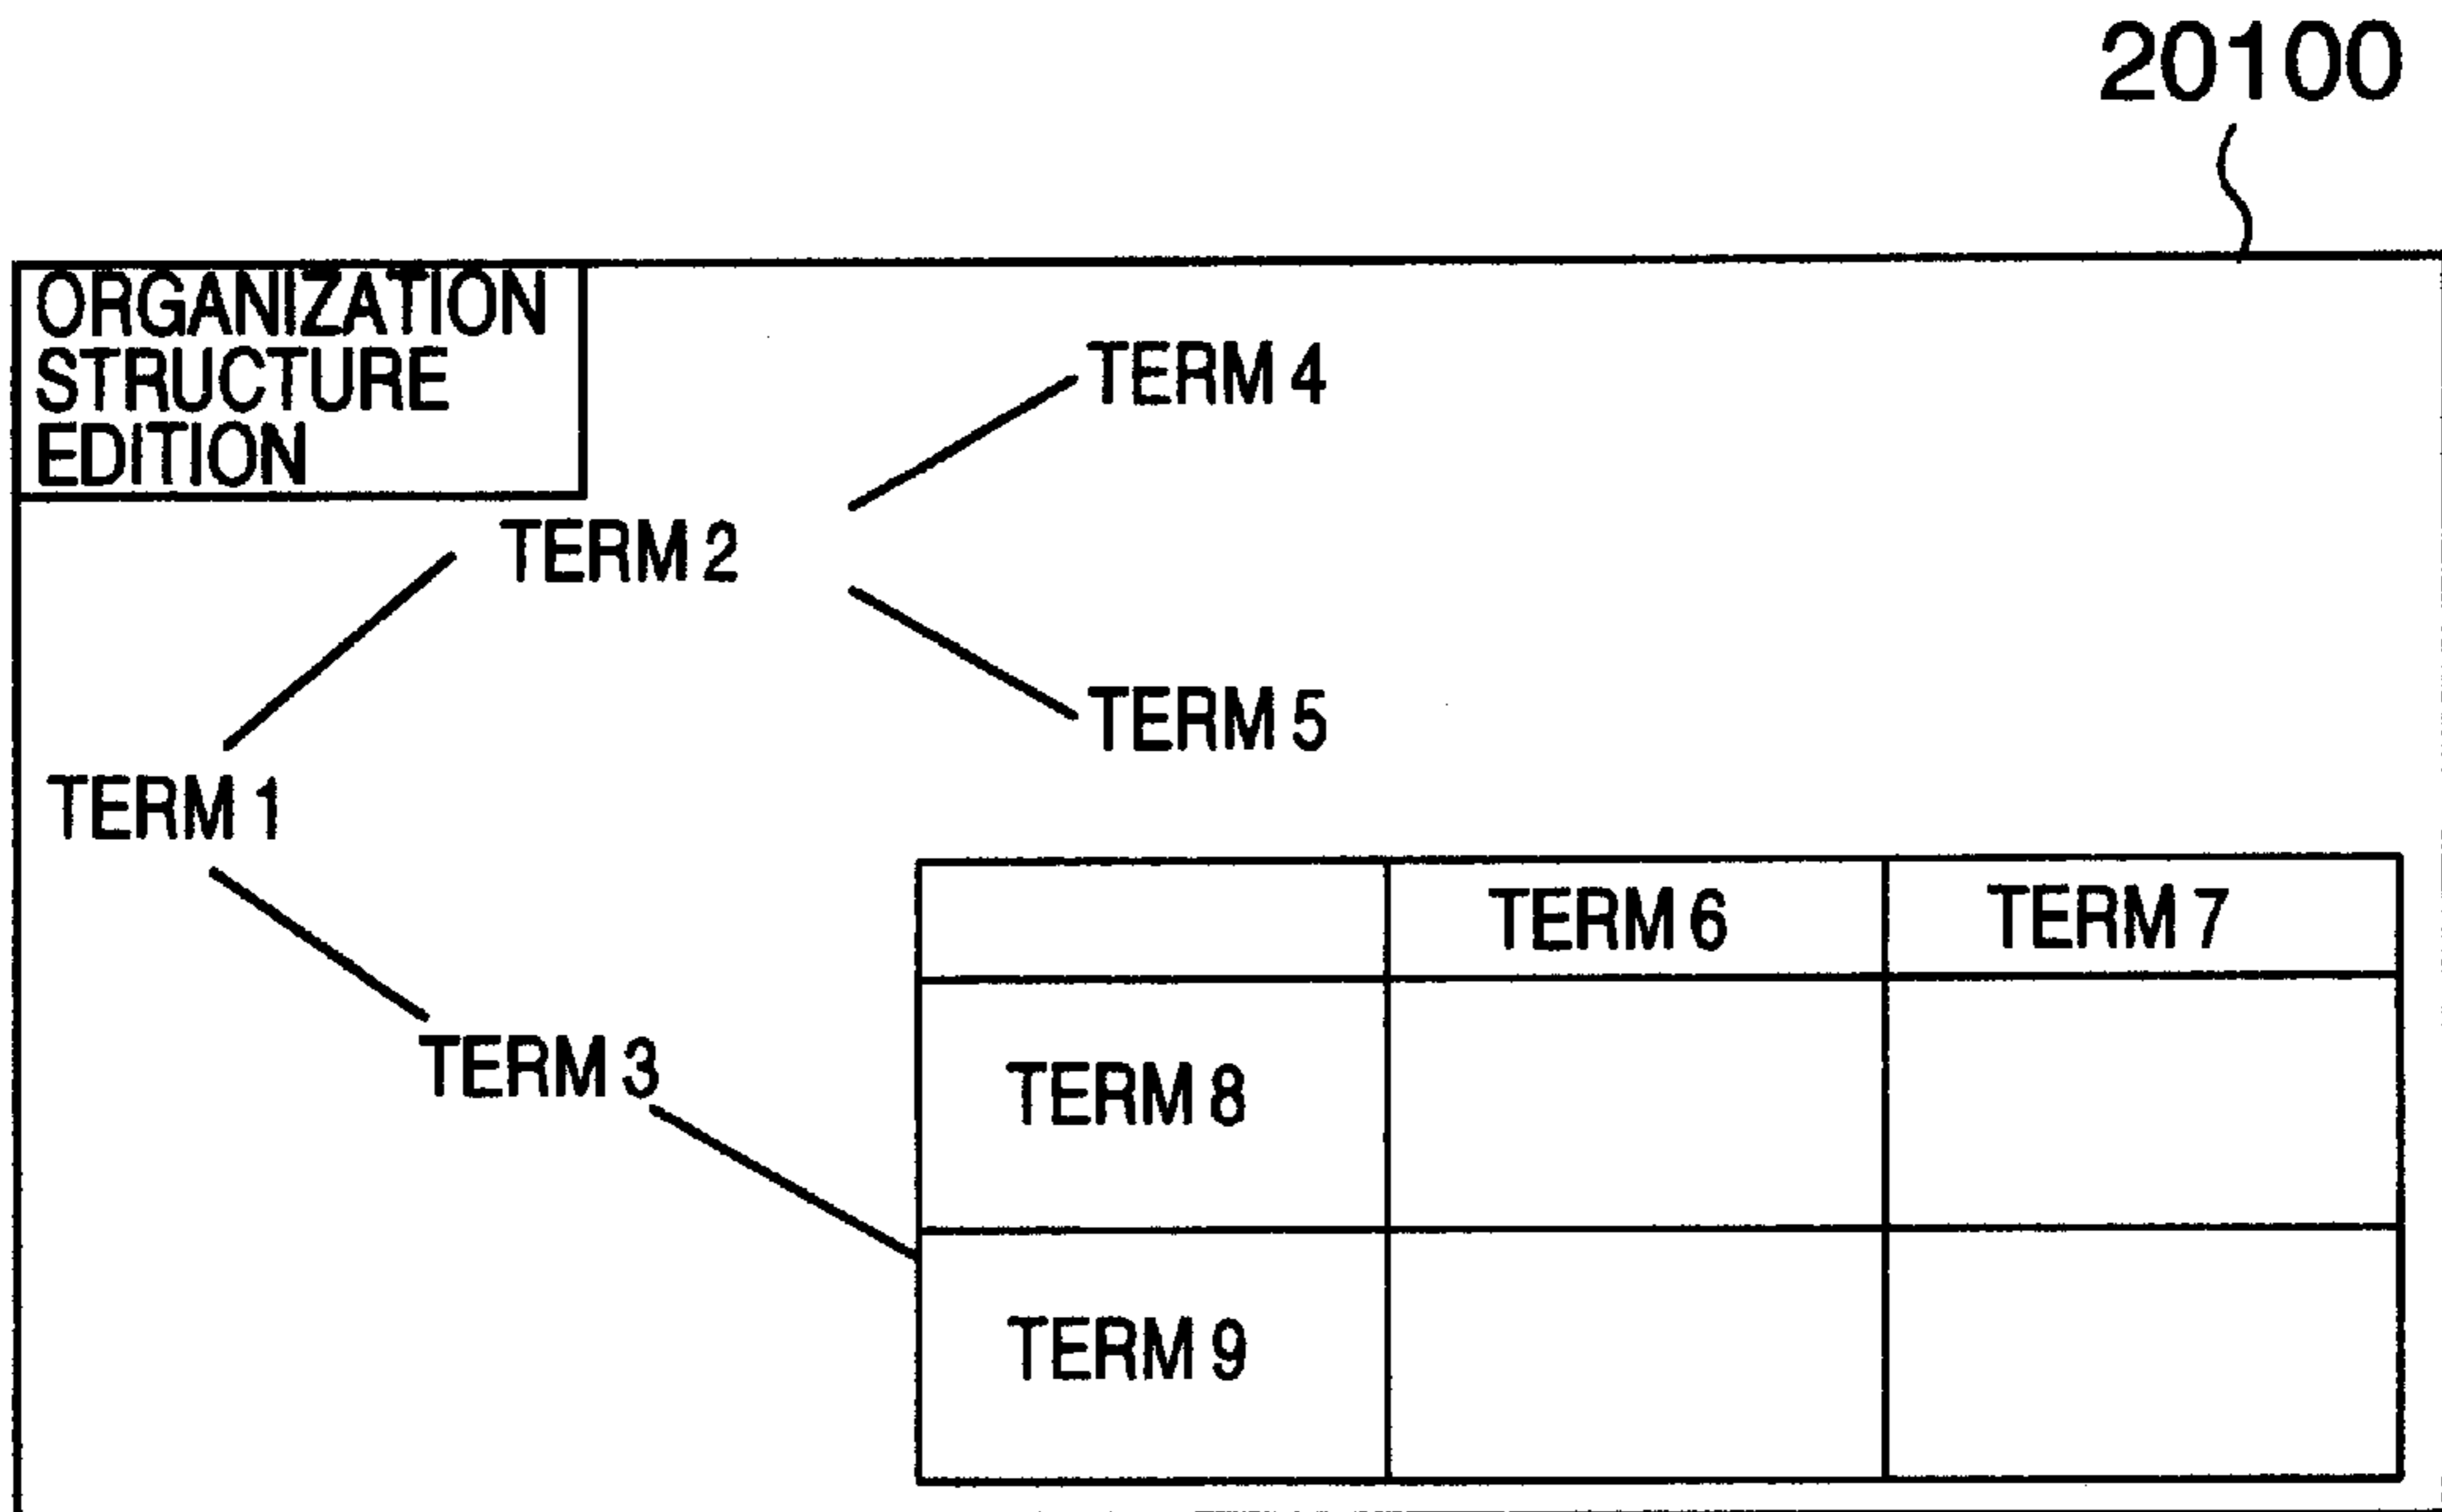 20100
ORGANIZATION
STRUCTURE
EDITION
TERM 4
TERM 2
TERM 5
TERM 1
TERM 6 TERM 7
TERM 3
TERM 8
TERM 9